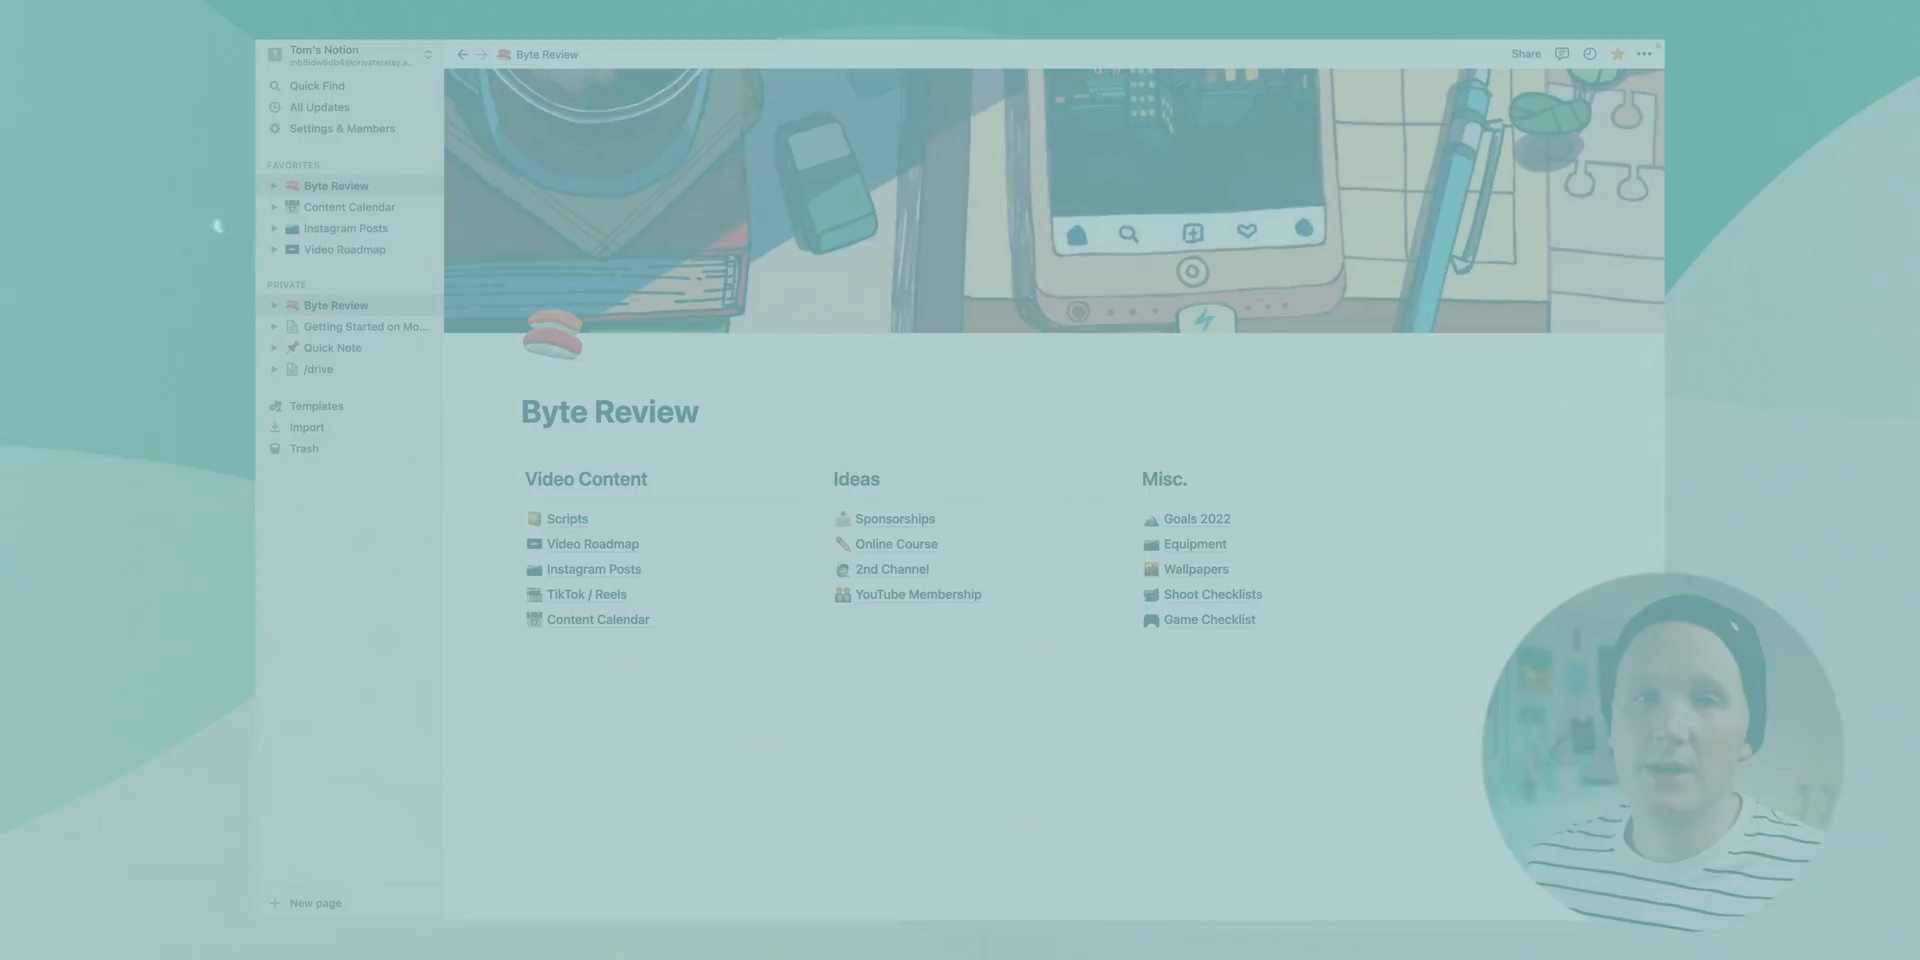 Tom's Notion
Byte Review
Share
Quick Find
All Updates
Settings & Members
FAVORITES
Byte Review
Content Calendar
Instagram Posts
Video Roadmap
PRIVATE
Byte Review
Getting Started on Mo...
Quick Note
/drive
Templates
Import
Trash
New page
Byte Review
Video Content
Scripts
Video Roadmap
Instagram Posts
TikTok / Reels
Content Calendar
Ideas
Sponsorships
Online Course
2nd Channel
YouTube Membership
Misc.
Goals 2022
Equipment
Wallpapers
Shoot Checklists
Game Checklist